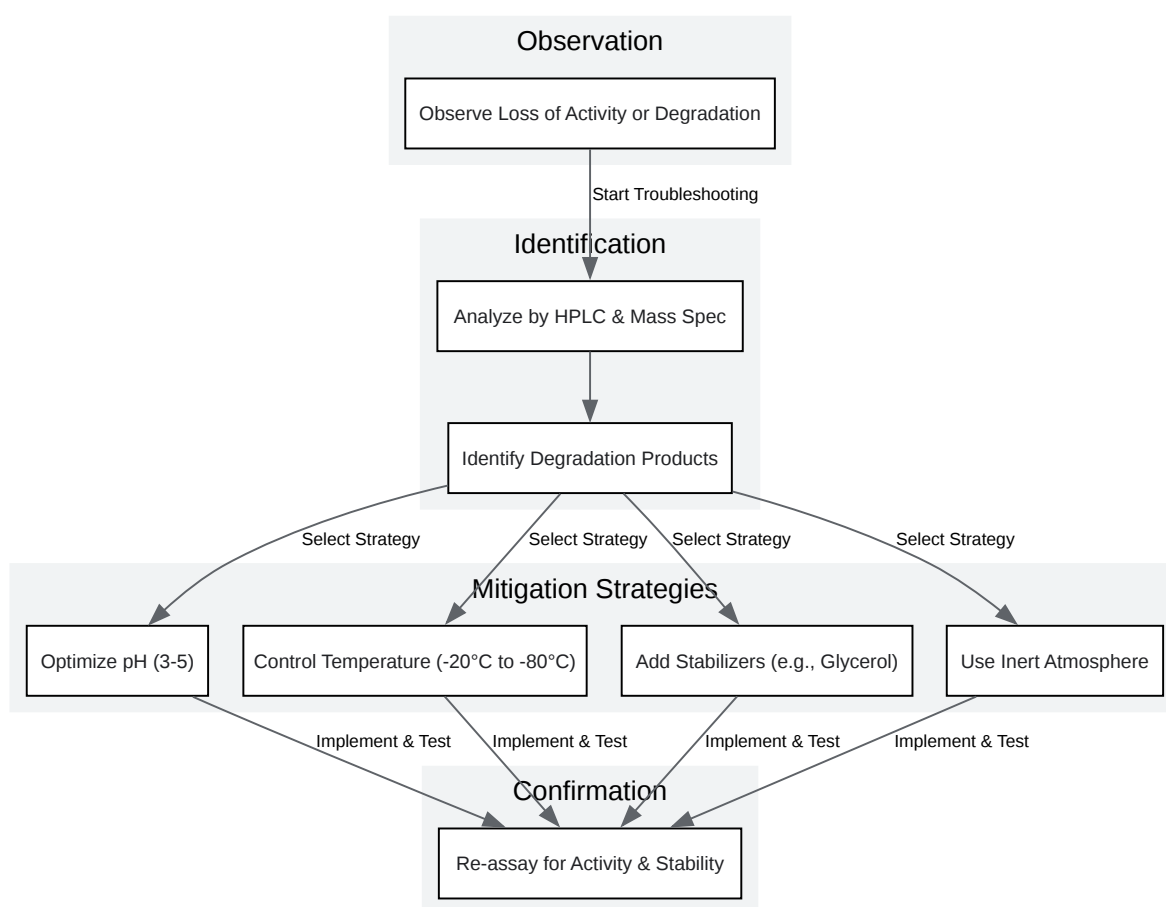 Observation
Observe Loss of Activity or Degradation
Start Troubleshooting
Identification
Analyze by HPLC & Mass Spec
Identify Degradation Products
Select Strategy
Select Strategy
Select Strategy
Select Strategy
Mitigation Strategies
Optimize pH (3-5)
Control Temperature (-20°C to -80°C)
Add Stabilizers (e.g., Glycerol)
Use Inert Atmosphere
Implement & Test
Implement & Test
Implement & Test
Implement & Test
Confirmation
Re-assay for Activity & Stability